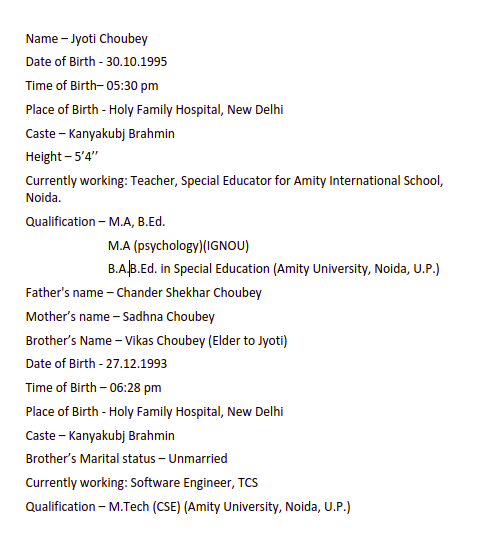 Name – Jyoti Choubey
Date of Birth - 30.10.1995
Time of Birth– 05:30 pm
Place of Birth - Holy Family Hospital, New Delhi
Caste – Kanyakubj Brahmin
Height – 5’4’’
Currently working: Teacher, Special Educator for Amity International School,
Noida.
Qualification – M.A, B.Ed.
M.A (psychology)(IGNOU)
B.A,B.Ed. in Special Education (Amity University, Noida, U.P.)
Father's name – Chander Shekhar Choubey
Mother’s name – Sadhna Choubey
Brother’s Name – Vikas Choubey (Elder to Jyoti)
Date of Birth - 27.12.1993
Time of Birth – 06:28 pm
Place of Birth - Holy Family Hospital, New Delhi
Caste – Kanyakubj Brahmin
Brother’s Marital status – Unmarried
Currently working: Software Engineer, TCS
Qualification – M.Tech (CSE) (Amity University, Noida, U.P.)